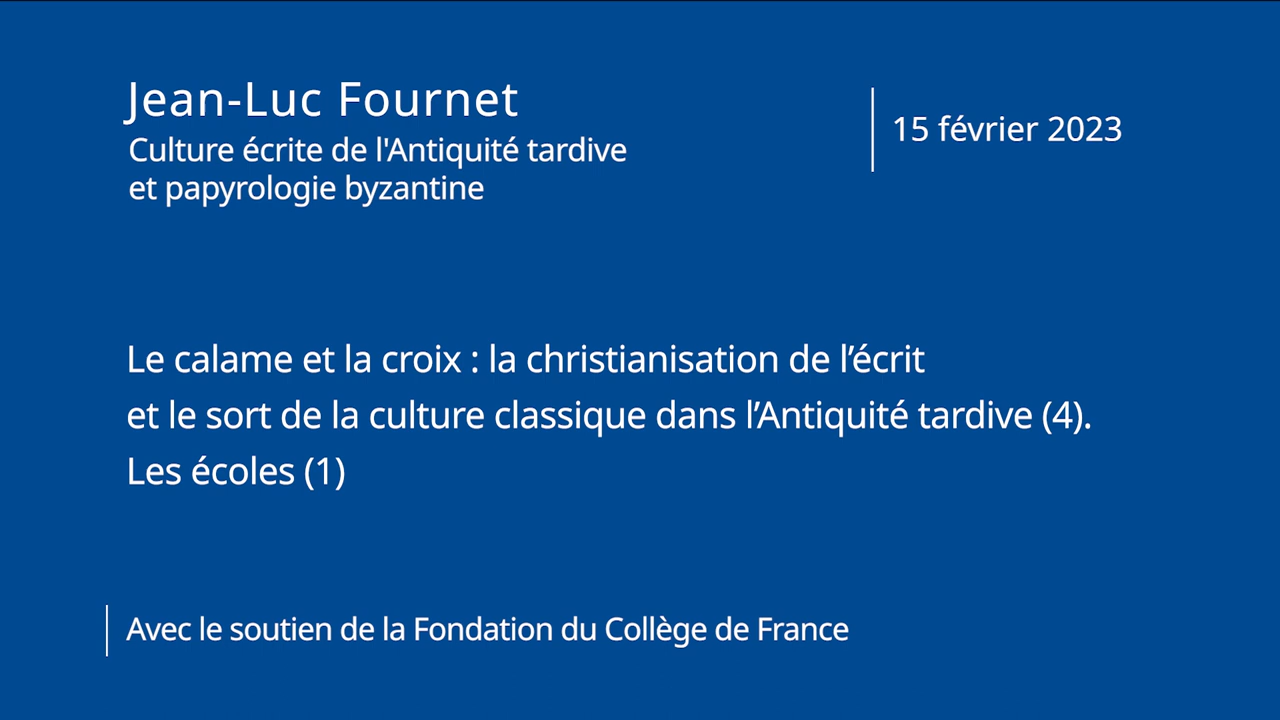 Jean-Luc Fournet
Culture écrite de l'Antiquité tardive
et papyrologie byzantine
15 février 2023
Le calame et la croix : la christianisation de l’écrit
et le sort de la culture classique dans l’Antiquité tardive (4).
Les écoles (1)
Avec le soutien de la Fondation du Collège de France